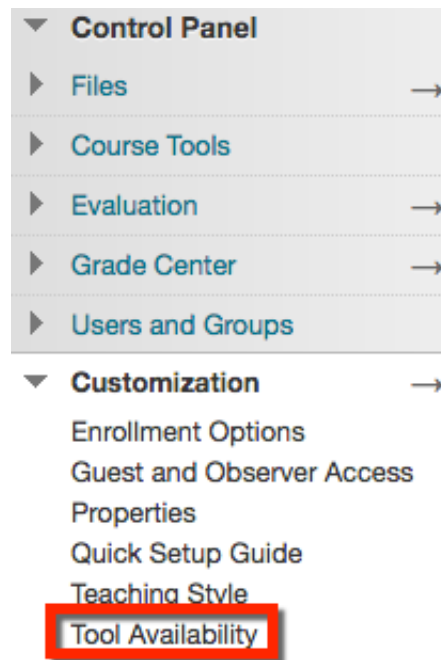 Control Panel
Files
Course Tools
Evaluation
Grade Center
Users and Groups
Customization
Enrollment Options
Guest and Observer Access
Properties
Quick Setup Guide
Teaching Style
Tool Availability